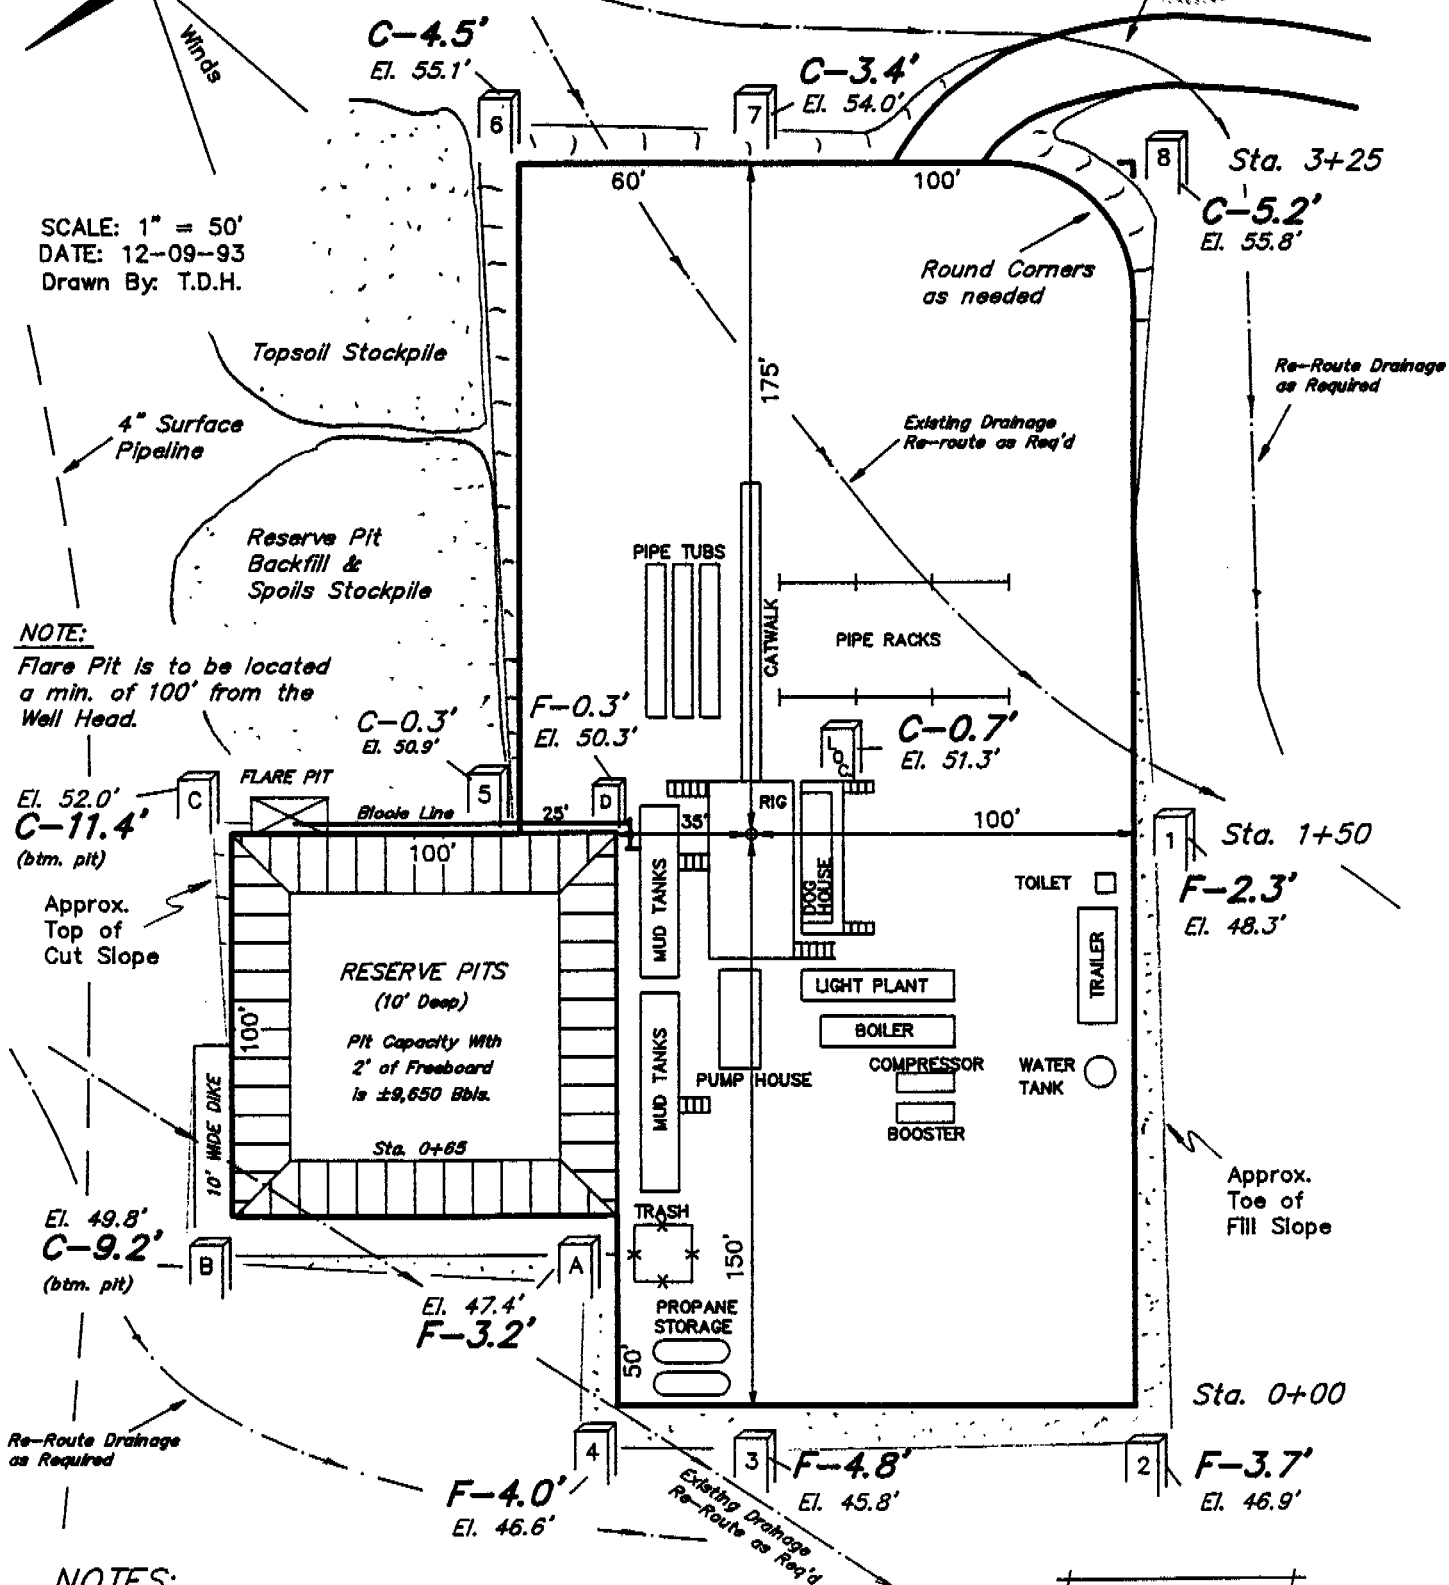 Winds
C-4.5'
El. 55.1'
6
7
C-3.4'
El. 54.0'
8
Sta. 3+25
C-5.2'
El. 55.8'
60'
100'
SCALE: 1" = 50'
DATE: 12-09-93
Drawn By: T.D.H.
Round Corners
as needed
Topsoil Stockpile
175'
Re-Route Drainage
as Required
4" Surface
Pipeline
Existing Drainage
Re-route as Req'd
Reserve Pit
Backfill &
Spoils Stockpile
PIPE TUBS
CATWALK
PIPE RACKS
NOTE:
Flare Pit is to be located
a min. of 100' from the
Well Head.
C-0.3'
El. 50.9'
F-0.3'
El. 50.3'
LOC
C-0.7'
El. 51.3'
C
FLARE PIT
5
D
RIG
El. 52.0'
C-11.4'
(btm. pit)
Blooie Line
25'
35'
100'
100'
1
Sta. 1+50
F-2.3'
El. 48.3'
MUD TANKS
DOG
HOUSE
TOILET
TRAILER
Approx.
Top of
Cut Slope
RESERVE PITS
(10' Deep)
Pit Capacity With
2' of Freeboard
is ±9,650 Bbls.
Sta. 0+65
100'
10' WIDE DIKE
LIGHT PLANT
BOILER
MUD TANKS
PUMP HOUSE
COMPRESSOR
BOOSTER
WATER
TANK
Approx.
Toe of
Fill Slope
El. 49.8'
C-9.2'
(btm. pit)
B
A
TRASH
150'
El. 47.4'
F-3.2'
PROPANE
STORAGE
50'
Sta. 0+00
Re-Route Drainage
as Required
4
3
2
F-4.0'
El. 46.6'
F-4.8'
El. 45.8'
F-3.7'
El. 46.9'
Existing Drainage
Re-Route as Req'd
NOTES: